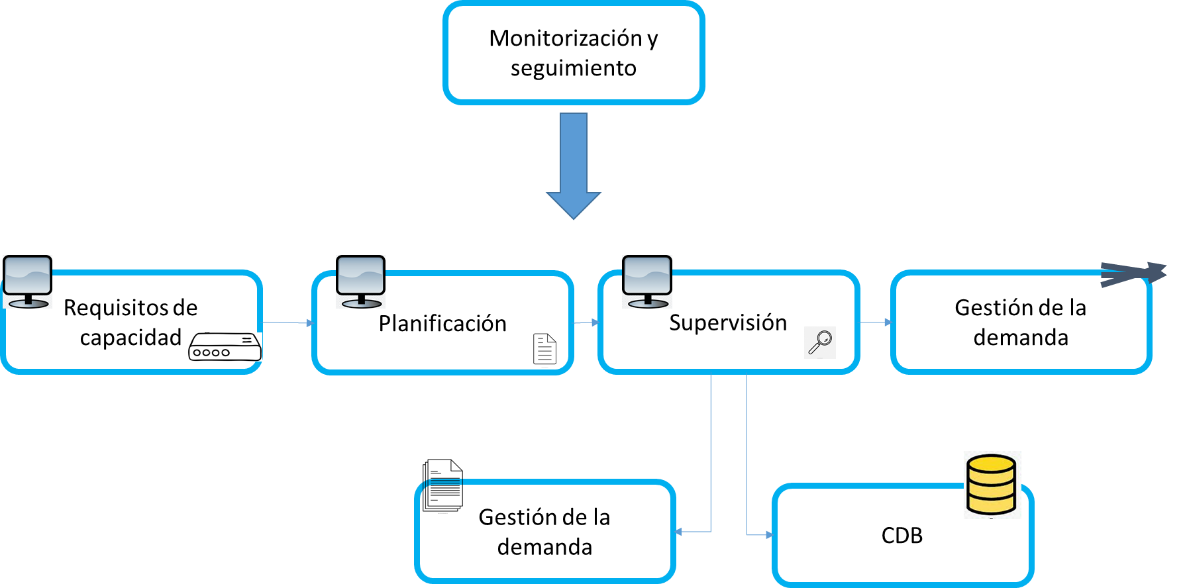 Monitorización y
seguimiento
Requisitos de
capacidad
Planificación
Supervisión
Gestión de la
demanda
Gestión de la
demanda
CDB